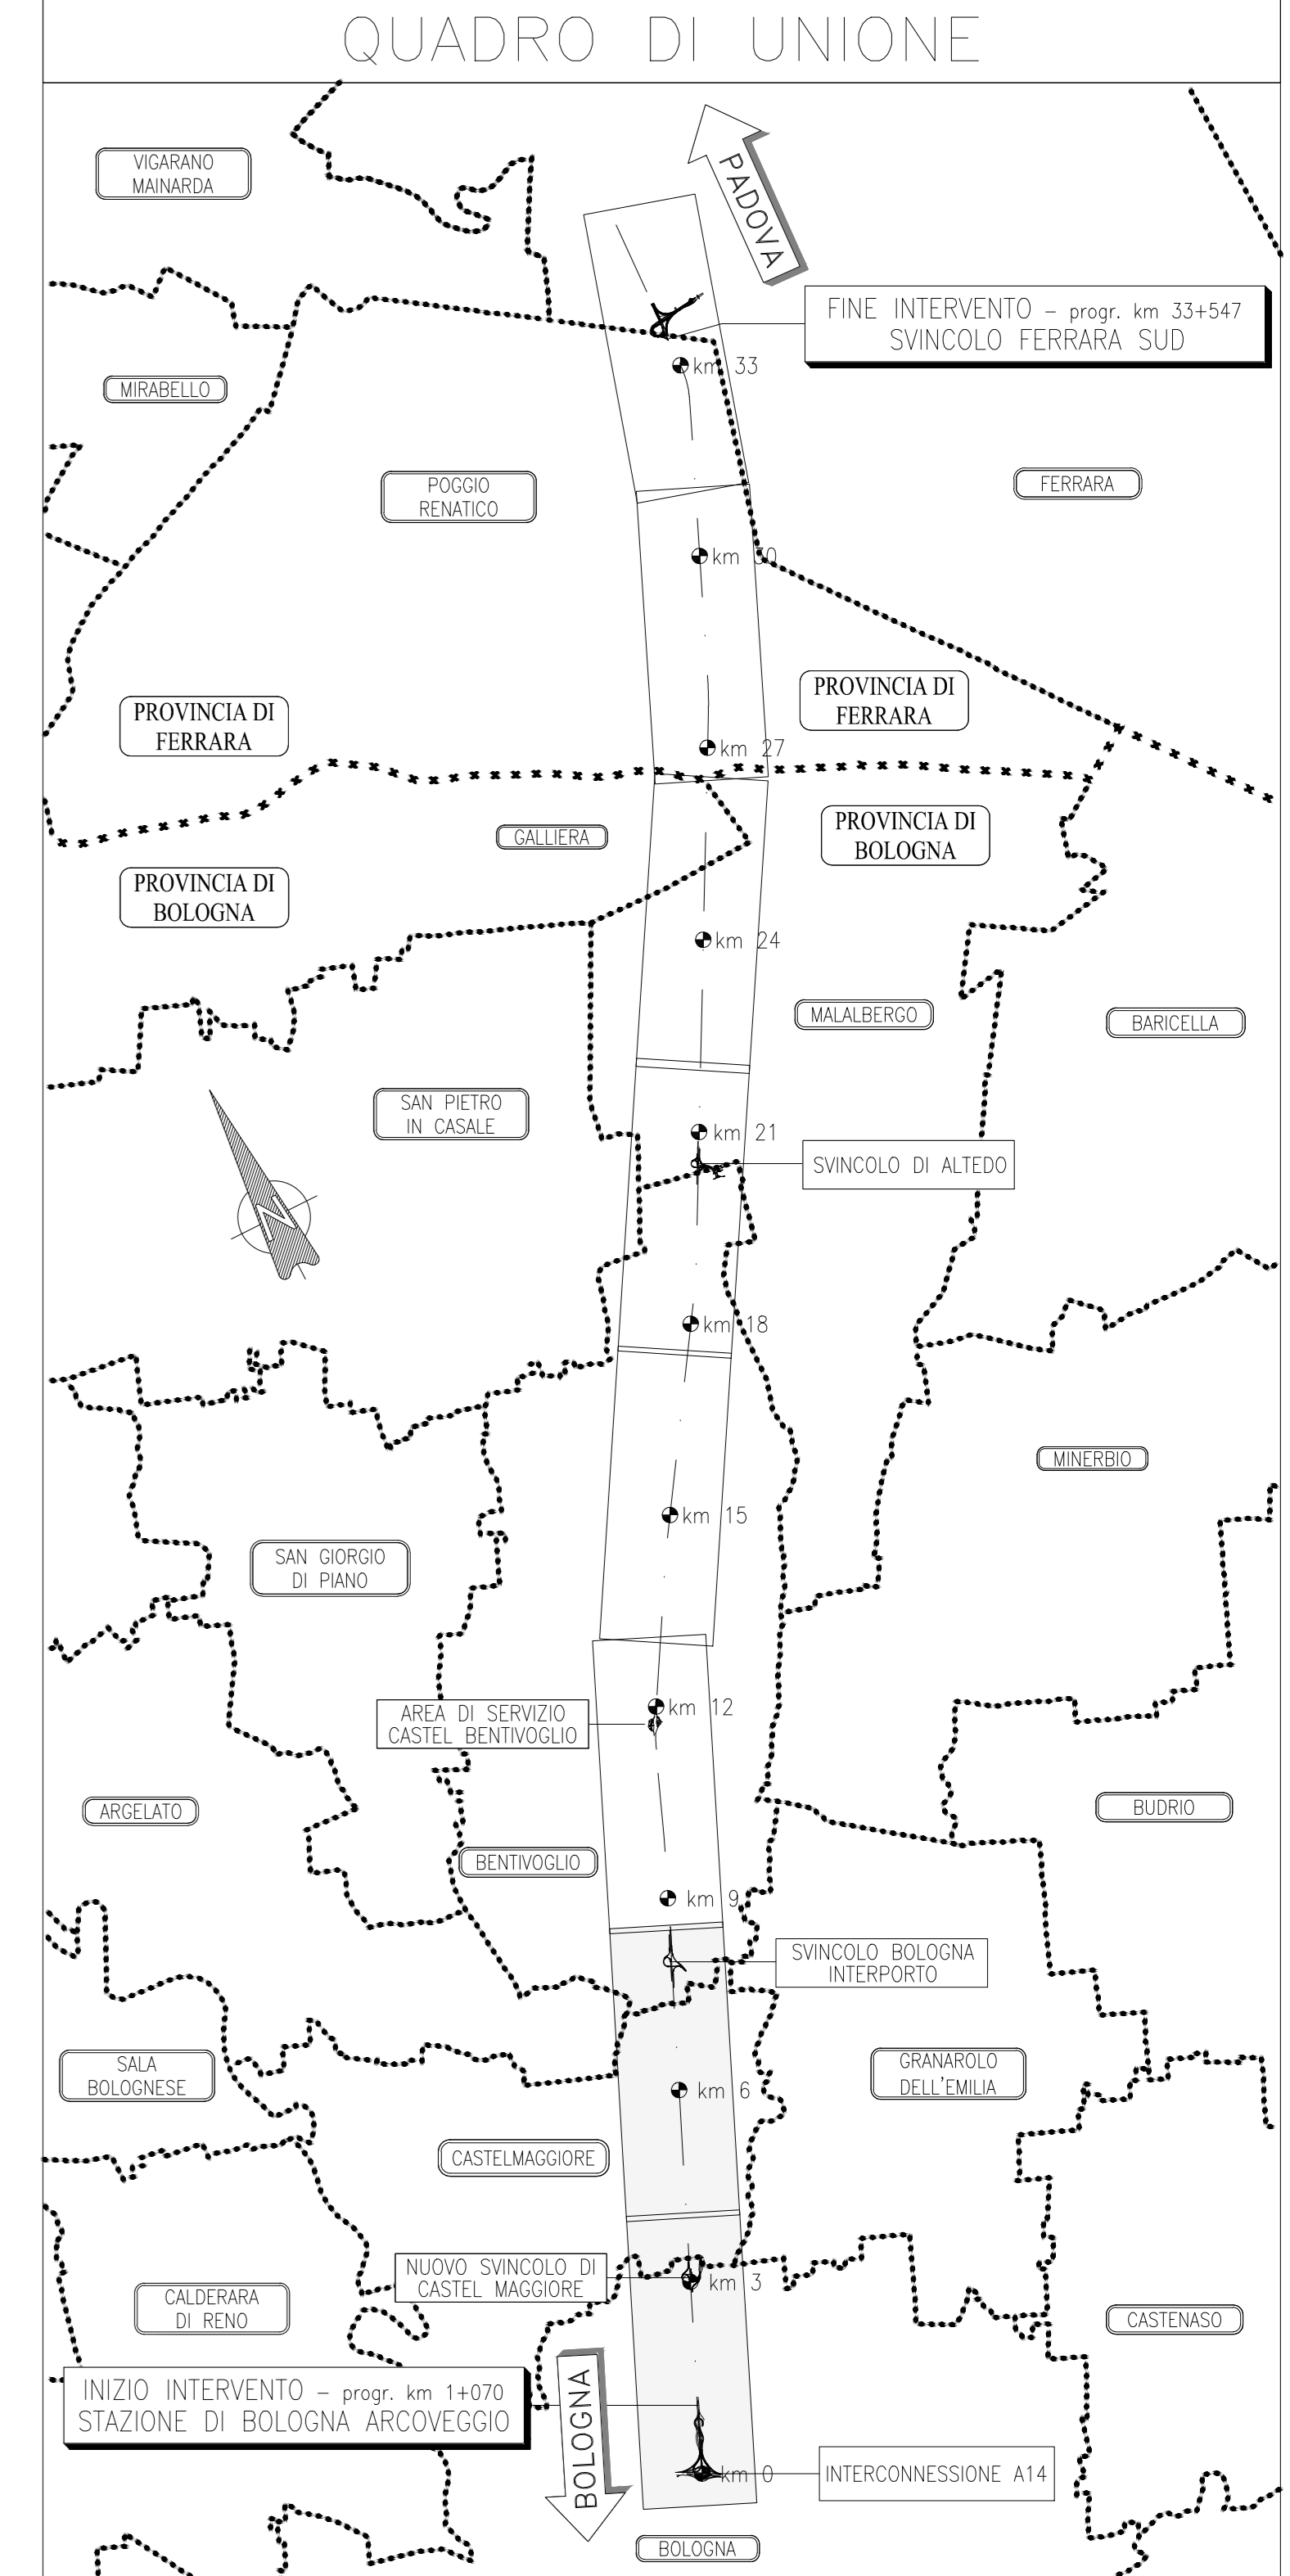 QUADRO DI UNIONE
VIGARANO
MAINARDA
PADOVA
FINE INTERVENTO – progr. km 33+547
SVINCOLO FERRARA SUD
km 33
MIRABELLO
POGGIO
RENATICO
FERRARA
km 30
PROVINCIA DI
FERRARA
PROVINCIA DI
FERRARA
km 27
GALLIERA
PROVINCIA DI
BOLOGNA
PROVINCIA DI
BOLOGNA
km 24
MALALBERGO
BARICELLA
SAN PIETRO
IN CASALE
km 21
SVINCOLO DI ALTEDO
N
km 18
MINERBIO
km 15
SAN GIORGIO
DI PIANO
km 12
AREA DI SERVIZIO
CASTEL BENTIVOGLIO
ARGELATO
BUDRIO
BENTIVOGLIO
km 9
SVINCOLO BOLOGNA
INTERPORTO
SALA
BOLOGNESE
GRANAROLO
DELL'EMILIA
km 6
CASTELMAGGIORE
NUOVO SVINCOLO DI
CASTEL MAGGIORE
km 3
CALDERARA
DI RENO
CASTENASO
INIZIO INTERVENTO – progr. km 1+070
STAZIONE DI BOLOGNA ARCOVEGGIO
BOLOGNA
km 0
INTERCONNESSIONE A14
BOLOGNA